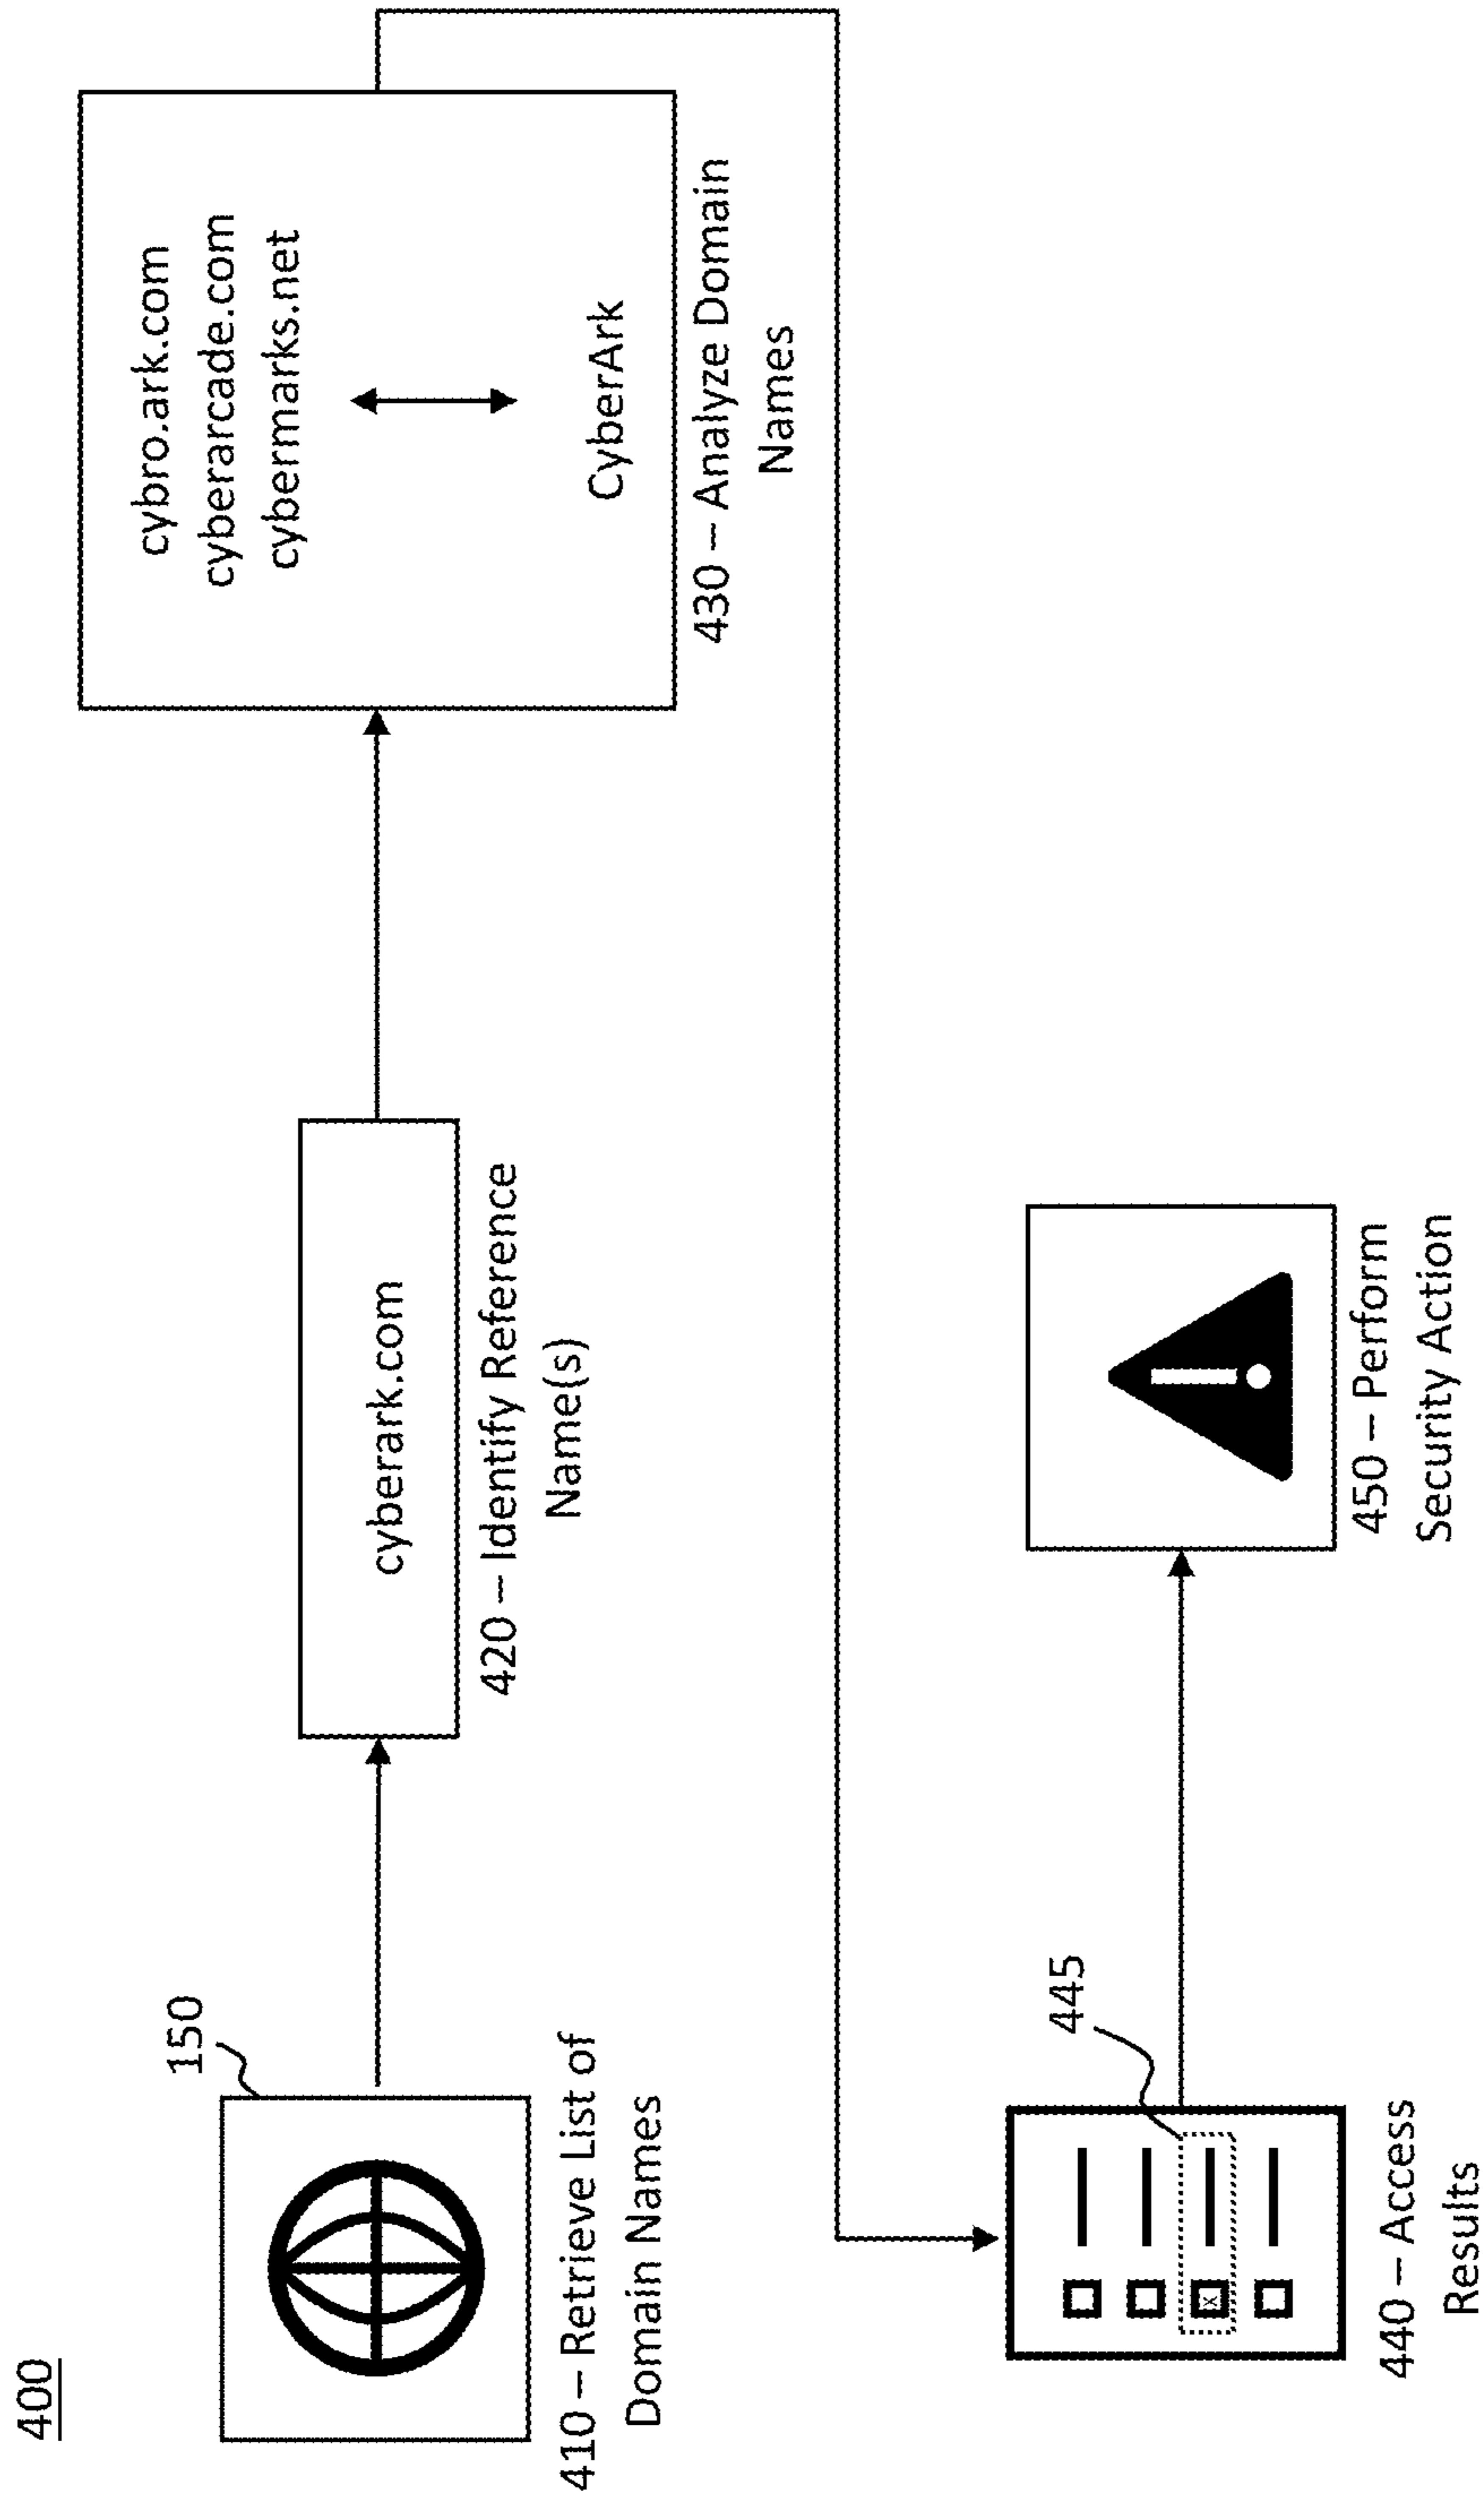 400
150
410 – Retrieve List of
Domain Names
cyberark.com
420 – Identify Reference
Name(s)
cybro.ark.com
cyberarcade.com
cybermarks.net
CyberArk
430 – Analyze Domain
Names
445
x
440 – Access
Results
450 – Perform
Security Action